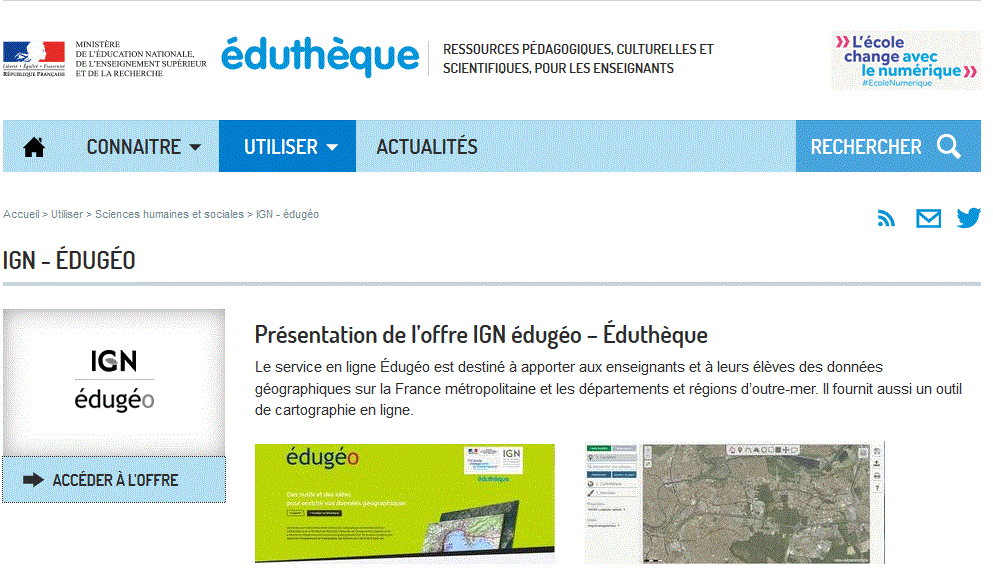 MINISTÈRE
DE L'ÉDUCATION NATIONALE,
DE L'ENSEIGNEMENT SUPÉRIEUR
ET DE LA RECHERCHE
Liberté • Égalité • Fraternité
RÉPUBLIQUE FRANÇAISE
éduthèque
RESSOURCES PÉDAGOGIQUES, CULTURELLES ET
SCIENTIFIQUES, POUR LES ENSEIGNANTS
L'école
change avec
le numérique
#EcoleNumerique
CONNAITRE
UTILISER
ACTUALITÉS
RECHERCHER
Accueil > Utiliser > Sciences humaines et sociales > IGN - édugéo
IGN - ÉDUGÉO
IGN
édugéo
ACCÉDER À L'OFFRE
Présentation de l'offre IGN édugéo – Éduthèque
Le service en ligne Édugéo est destiné à apporter aux enseignants et à leurs élèves des données
géographiques sur la France métropolitaine et les départements et régions d'outre-mer. Il fournit aussi un outil
de cartographie en ligne.
édugéo
IGN
éduthèque
Des outils et des idées
pour enrichir vos données géographiques